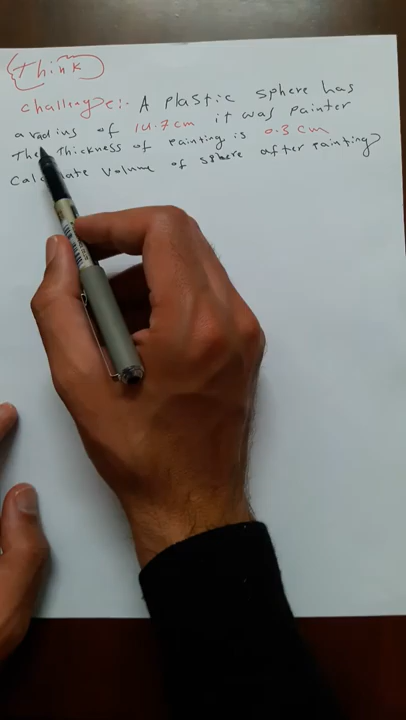 Think
challenge:- A plastic sphere has
a radius of 14.7 cm it was painter
The Thickness of painting is 0.3 cm
Calculate volume of sphere after painting?